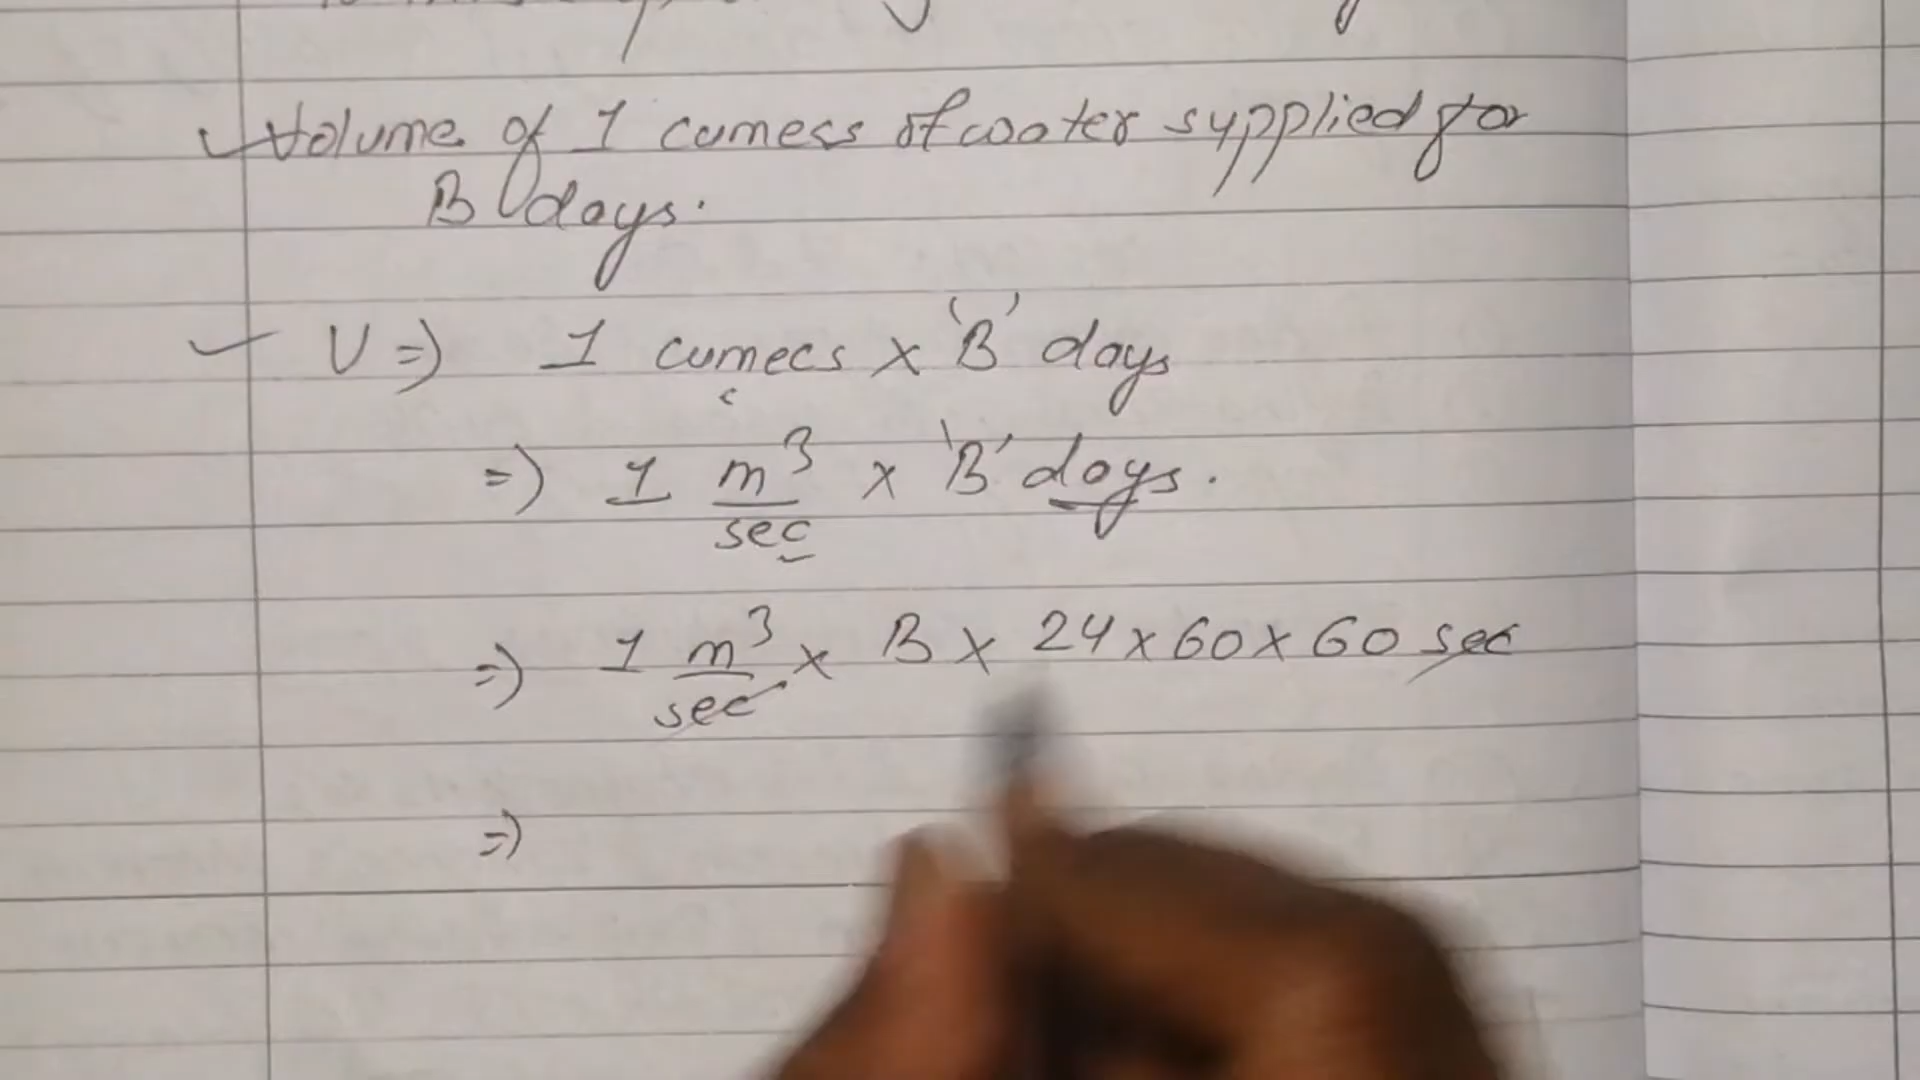 Volume of 1 cumecs of water supplied for
B days.
V => 1 cumecs x 'B' days
=> 1 m³/sec x 'B' days.
=> 1 m³/sec x B x 24 x 60 x 60 sec
=>